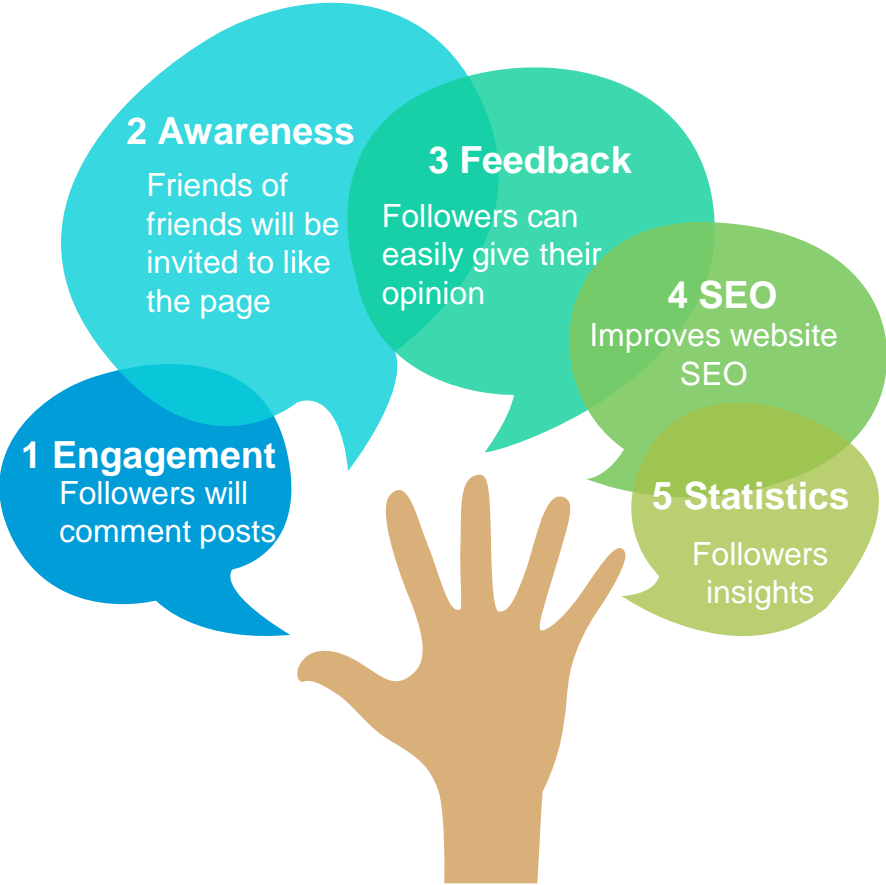 1 Engagement
Followers will
comment posts
2 Awareness
Friends of
friends will be
invited to like
the page
3 Feedback
Followers can
easily give their
opinion
4 SEO
Improves website
SEO
5 Statistics
Followers
insights